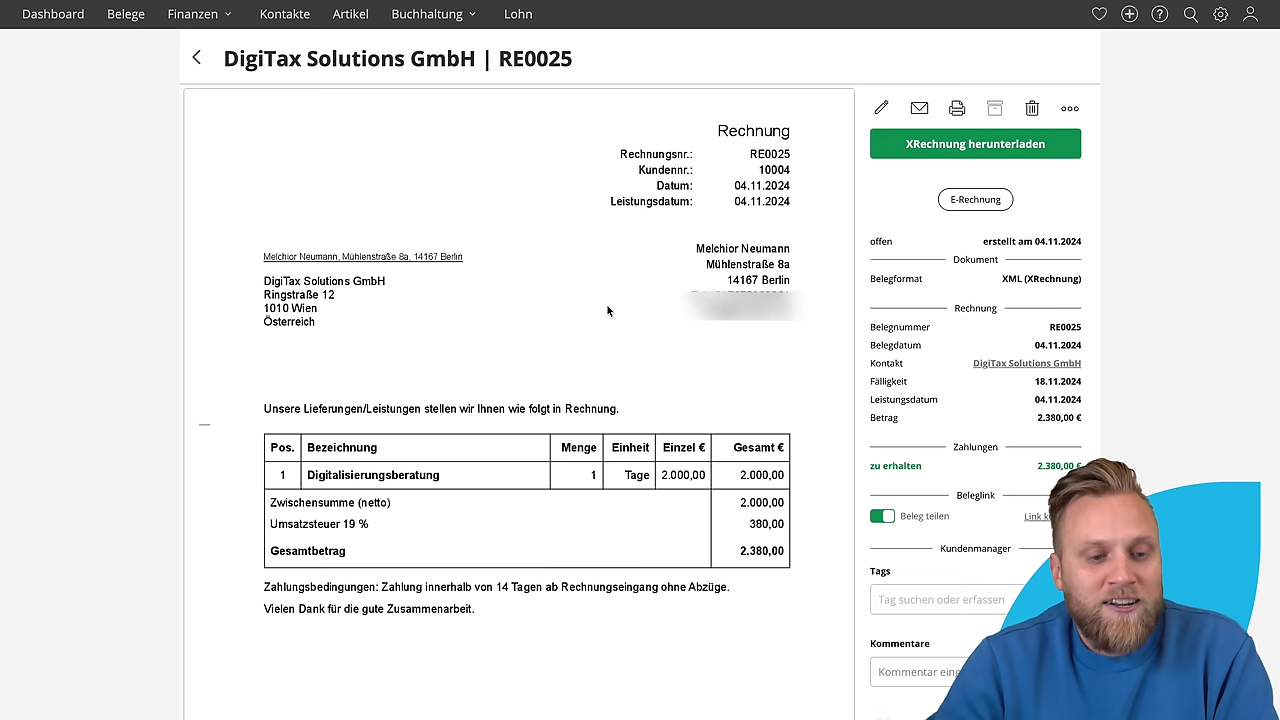 Dashboard Belege Finanzen Kontakte Artikel Buchhaltung Lohn
DigiTax Solutions GmbH | RE0025
Rechnung
Rechnungsnr.: RE0025
Kundennr.: 10004
Datum: 04.11.2024
Leistungsdatum: 04.11.2024
Melchior Neumann
Mühlenstraße 8a
14167 Berlin
Melchior Neumann, Mühlenstraße 8a, 14167 Berlin
DigiTax Solutions GmbH
Ringstraße 12
1010 Wien
Österreich
Unsere Lieferungen/Leistungen stellen wir Ihnen wie folgt in Rechnung.
Pos. Bezeichnung Menge Einheit Einzel € Gesamt €
1 Digitalisierungsberatung 1 Tage 2.000,00 2.000,00
Zwischensumme (netto) 2.000,00
Umsatzsteuer 19 % 380,00
Gesamtbetrag 2.380,00
Zahlungsbedingungen: Zahlung innerhalb von 14 Tagen ab Rechnungseingang ohne Abzüge.
Vielen Dank für die gute Zusammenarbeit.
XRechnung herunterladen
E-Rechnung
offen erstellt am 04.11.2024
Dokument
Belegformat XML (XRechnung)
Rechnung
Belegnummer RE0025
Belegdatum 04.11.2024
Kontakt DigiTax Solutions GmbH
Fälligkeit 18.11.2024
Leistungsdatum 04.11.2024
Betrag 2.380,00 €
Zahlungen
zu erhalten 2.380,00 €
Beleglink
Beleg teilen Link
Kundenmanager
Tags
Tag suchen oder erfassen
Kommentare
Kommentar